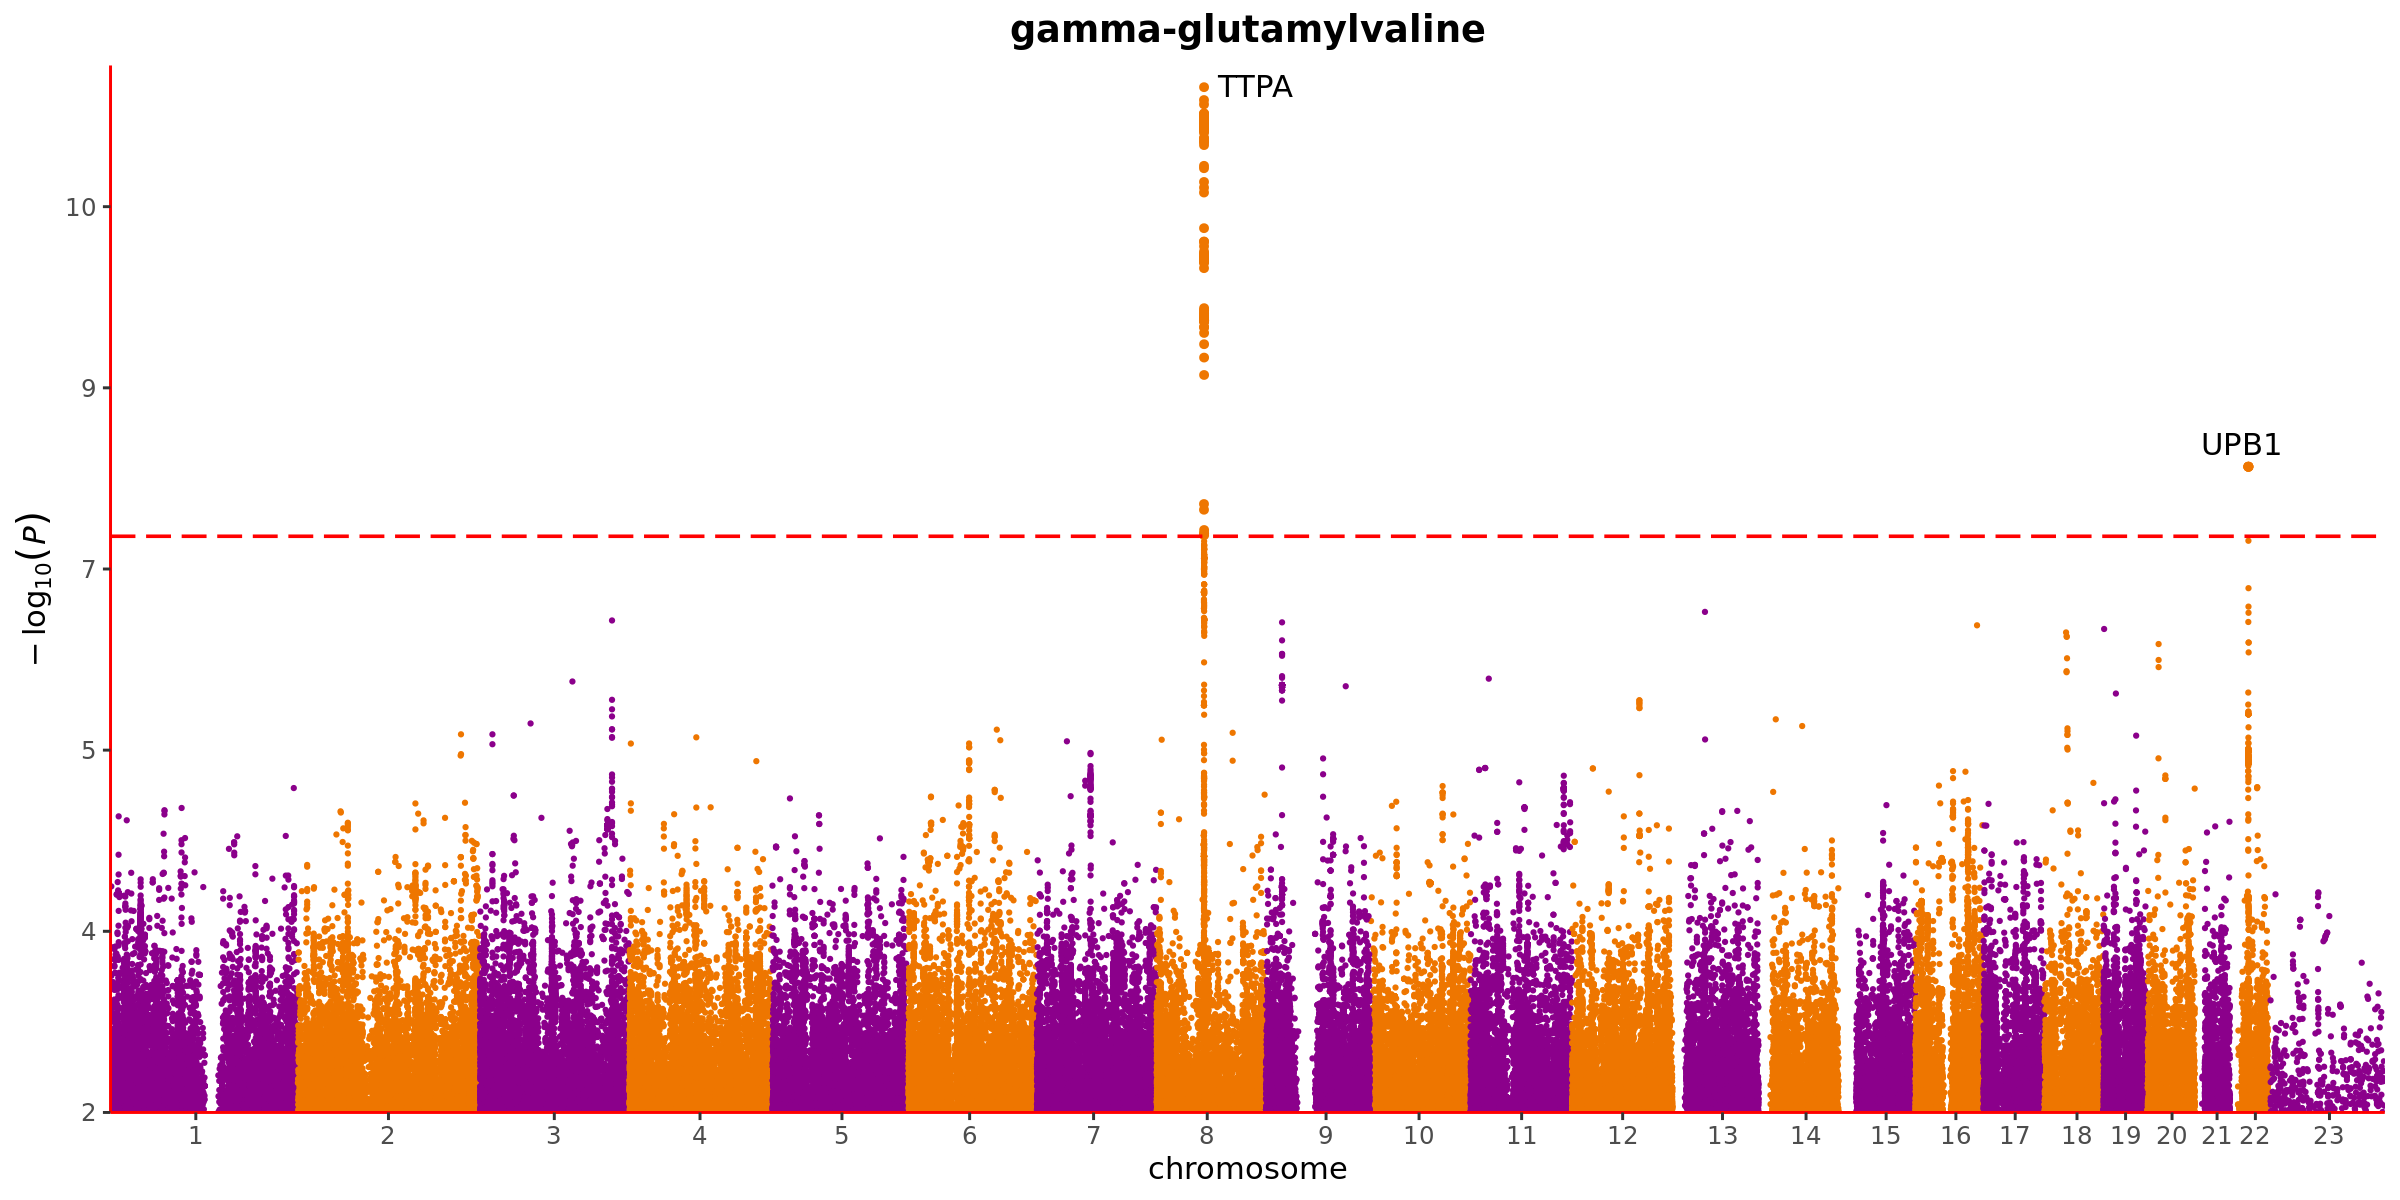 gamma-glutamylvaline
TTPA
10
9
UPB1
7
5
4
2
− log10(P)
1 2 3 4 5 6 7 8 9 10 11 12 13 14 15 16 17 18 19 20 21 22 23
chromosome